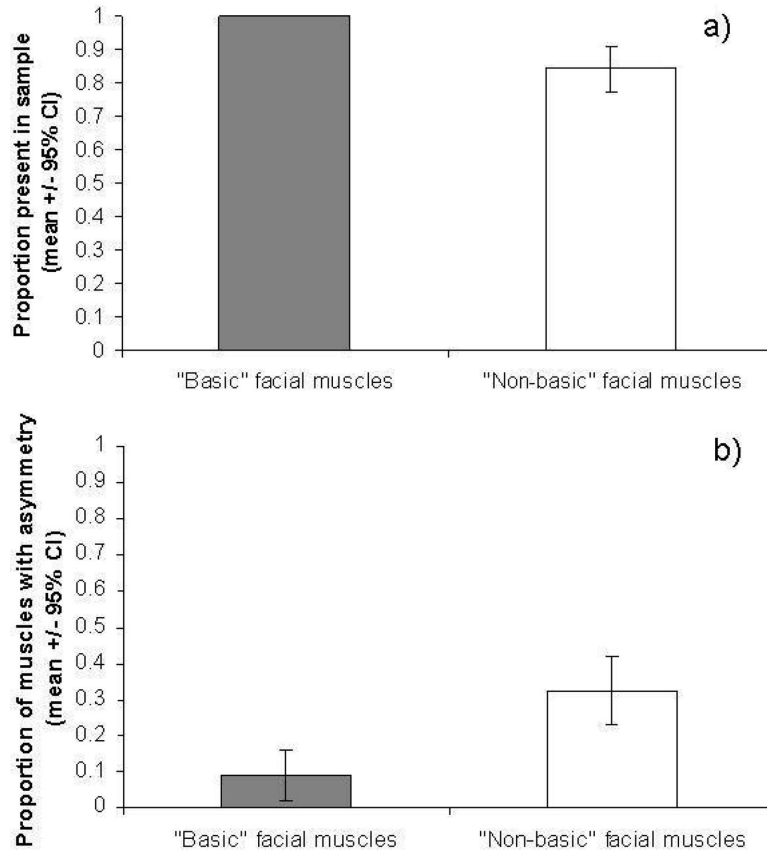 a)
Proportion present in sample
(mean +/- 95% CI)
1
0.9
0.8
0.7
0.6
0.5
0.4
0.3
0.2
0.1
0
"Basic" facial muscles
"Non-basic" facial muscles
b)
Proportion of muscles with asymmetry
(mean +/- 95% CI)
1
0.9
0.8
0.7
0.6
0.5
0.4
0.3
0.2
0.1
0
"Basic" facial muscles
"Non-basic" facial muscles